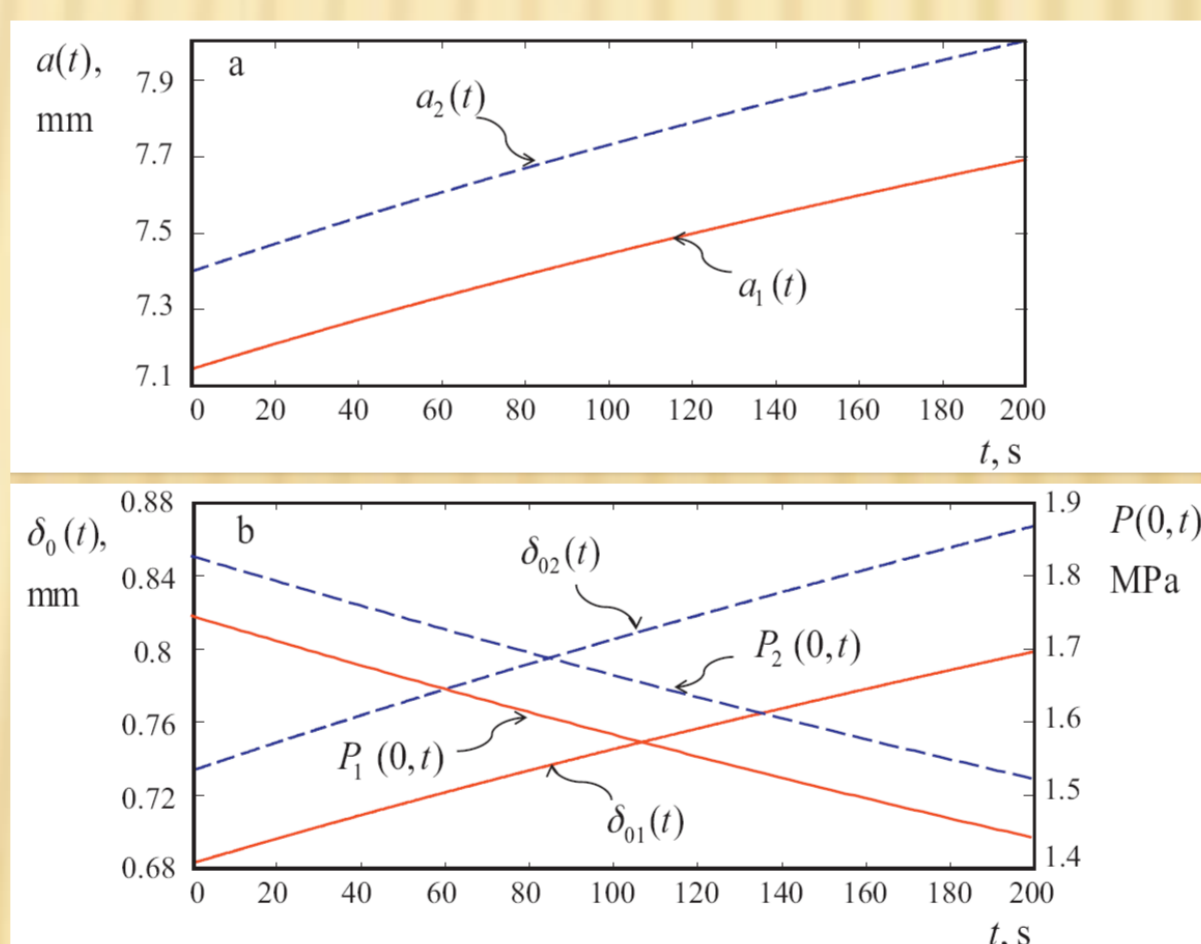 a(t),
mm
a
7.9
7.7
7.5
7.3
7.1
a₂(t)
a₁(t)
0 20 40 60 80 100 120 140 160 180 200
t, s
δ₀(t),
mm
b
0.88
0.84
0.8
0.76
0.72
0.68
δ₀₂(t)
P₂(0,t)
P₁(0,t)
δ₀₁(t)
1.9
1.8
1.7
1.6
1.5
1.4
P(0,t)
MPa
0 20 40 60 80 100 120 140 160 180 200
t, s